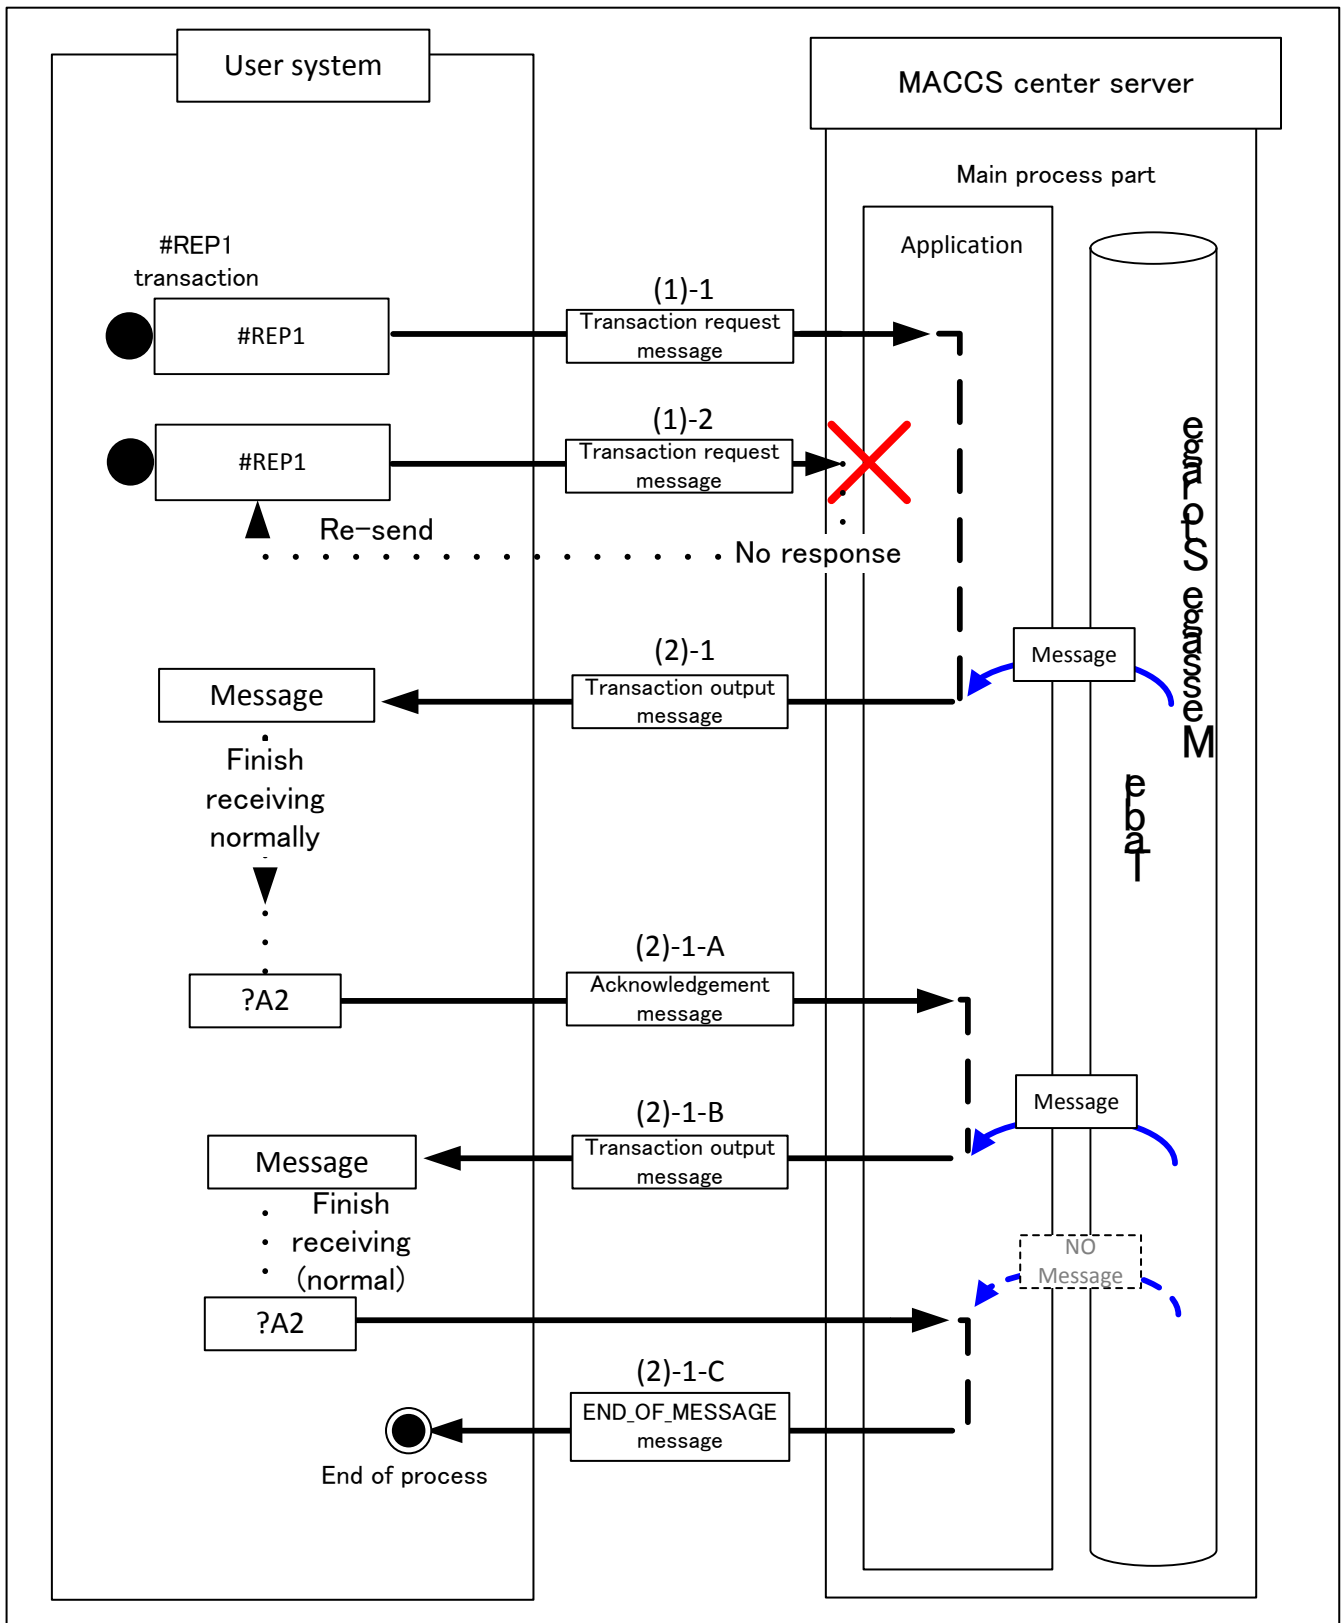 User system
MACCS center server
Main process part
Application
#REP1
transaction
(1)-1
#REP1
Transaction request
message
(1)-2
#REP1
Transaction request
message
Re-send
No response
Message Storage
Table
(2)-1
Message
Message
Transaction output
message
Finish
receiving
normally
(2)-1-A
?A2
Acknowledgement
message
(2)-1-B
Message
Message
Transaction output
message
Finish
receiving
(normal)
NO
Message
?A2
(2)-1-C
END_OF_MESSAGE
message
End of process